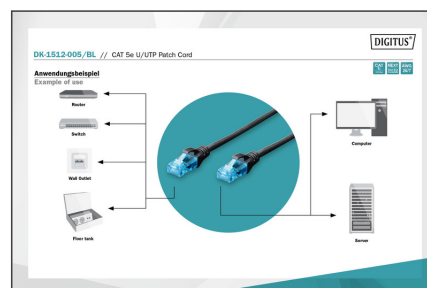 DIGITUS®
DK-1512-005/BL // CAT 5e U/UTP Patch Cord
Anwendungsbeispiel
Example of use
Router
Switch
Wall Outlet
Floor tank
Computer
Server